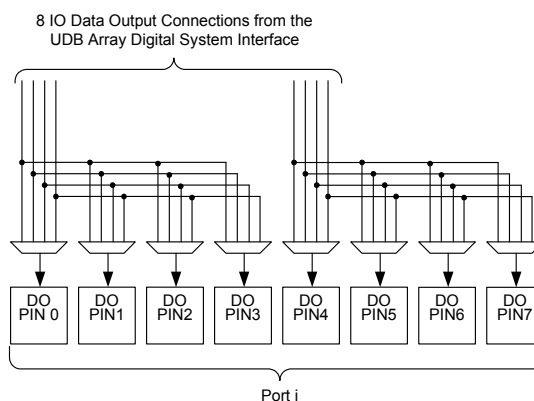 8 IO Data Output Connections from the
UDB Array Digital System Interface
DO
PIN 0
DO
PIN1
DO
PIN2
DO
PIN3
DO
PIN4
DO
PIN5
DO
PIN6
DO
PIN7
Port i